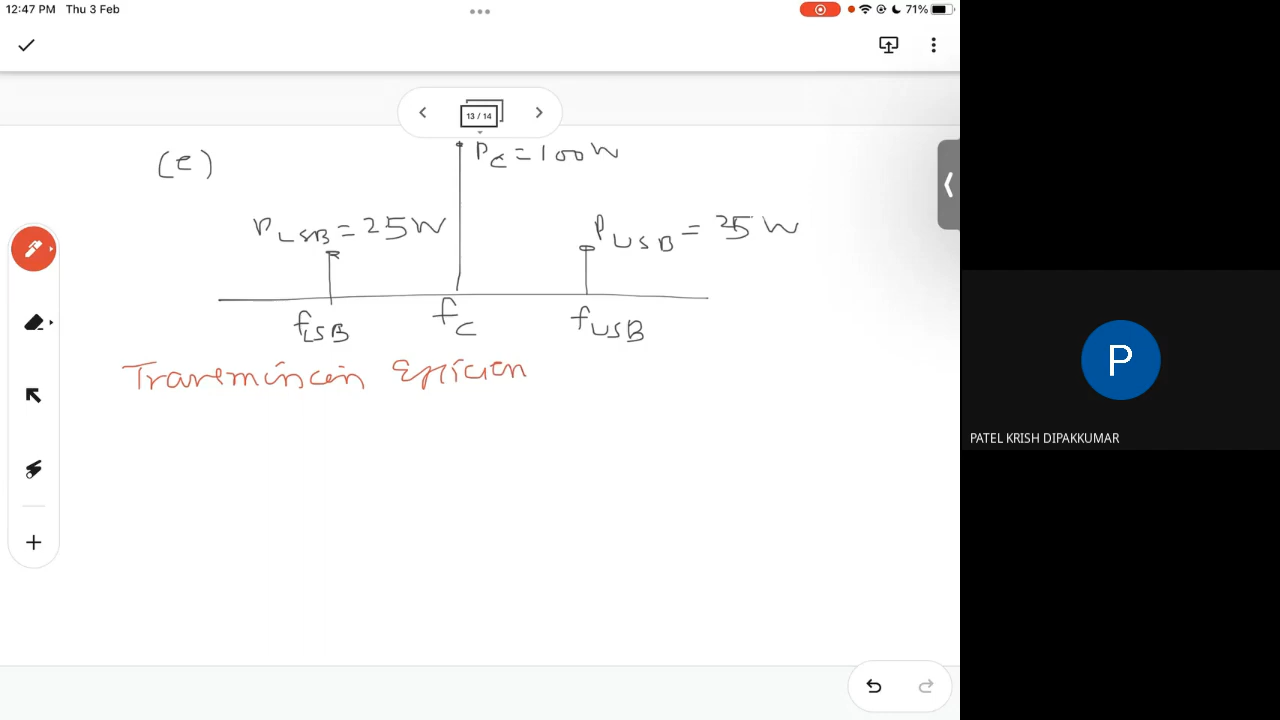 12:47 PM Thu 3 Feb
71%
13 / 14
(e)
Pc = 100 W
PLSB = 25 W
PUSB = 25 W
fLSB
fc
fUSB
Transmincin Efficien
P
PATEL KRISH DIPAKKUMAR